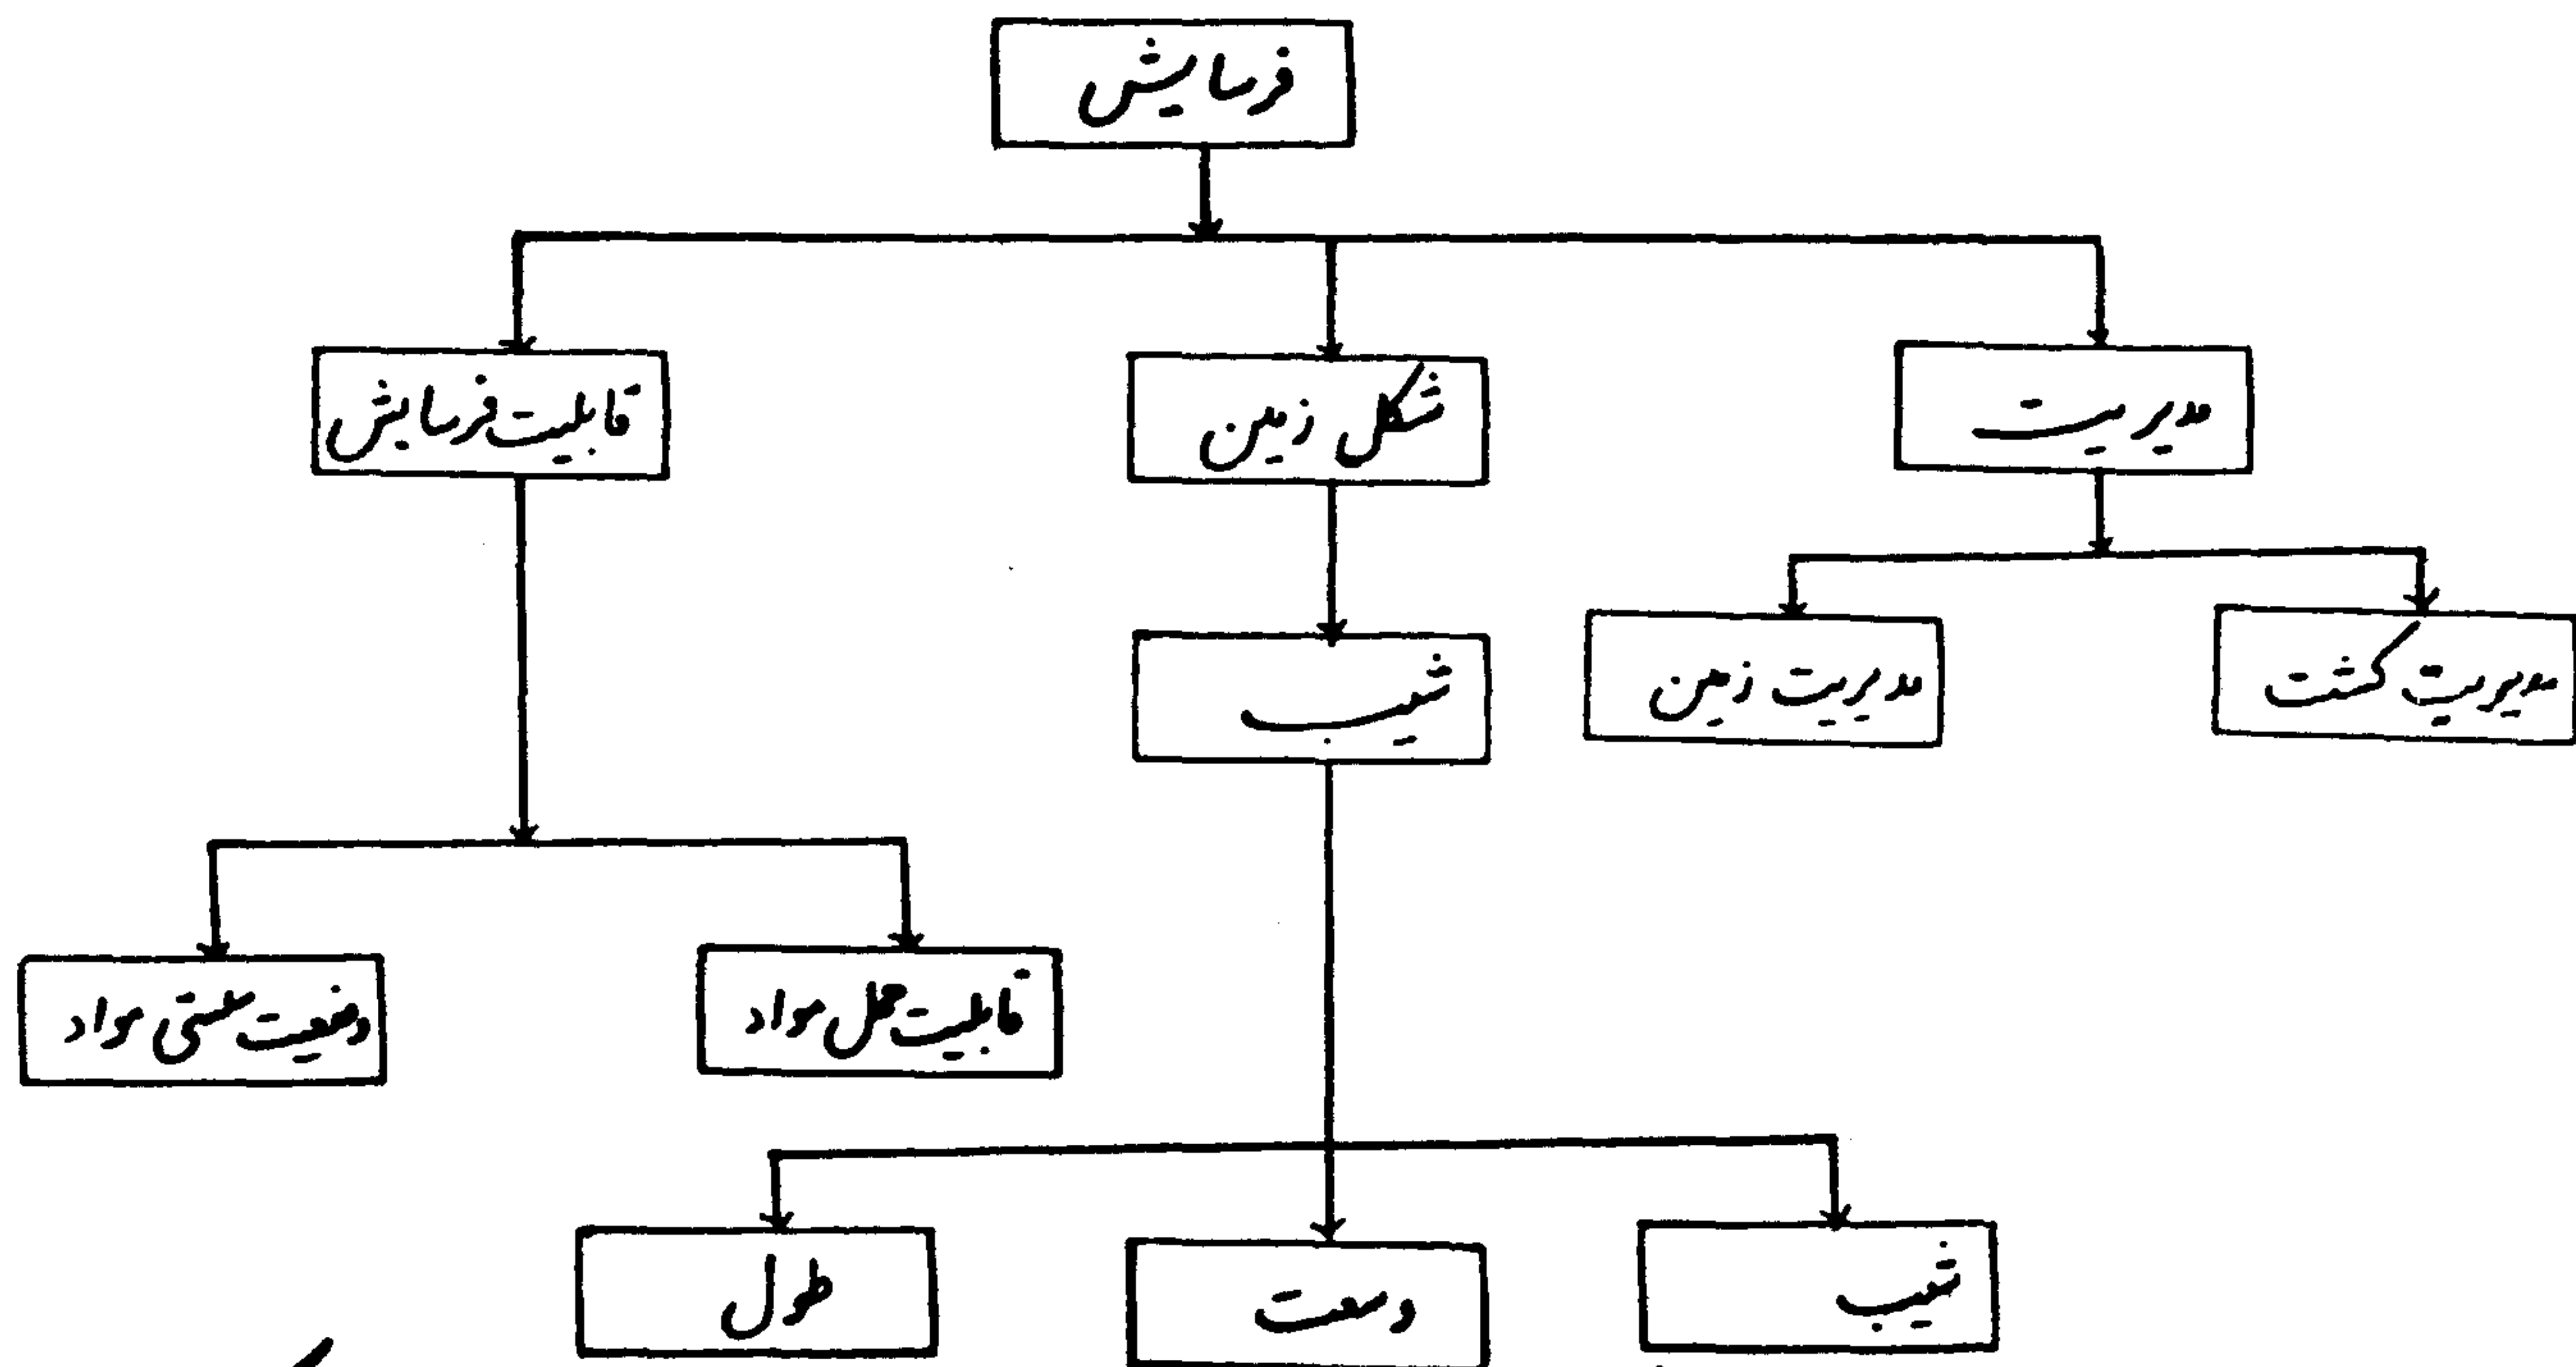 فرسایش
مدیریت
شکل زمین
قابلیت فرسایش
مدیریت کشت
مدیریت زمین
شیب
قابلیت حمل مواد
وضعیت سستی مواد
شیب
وسعت
طول